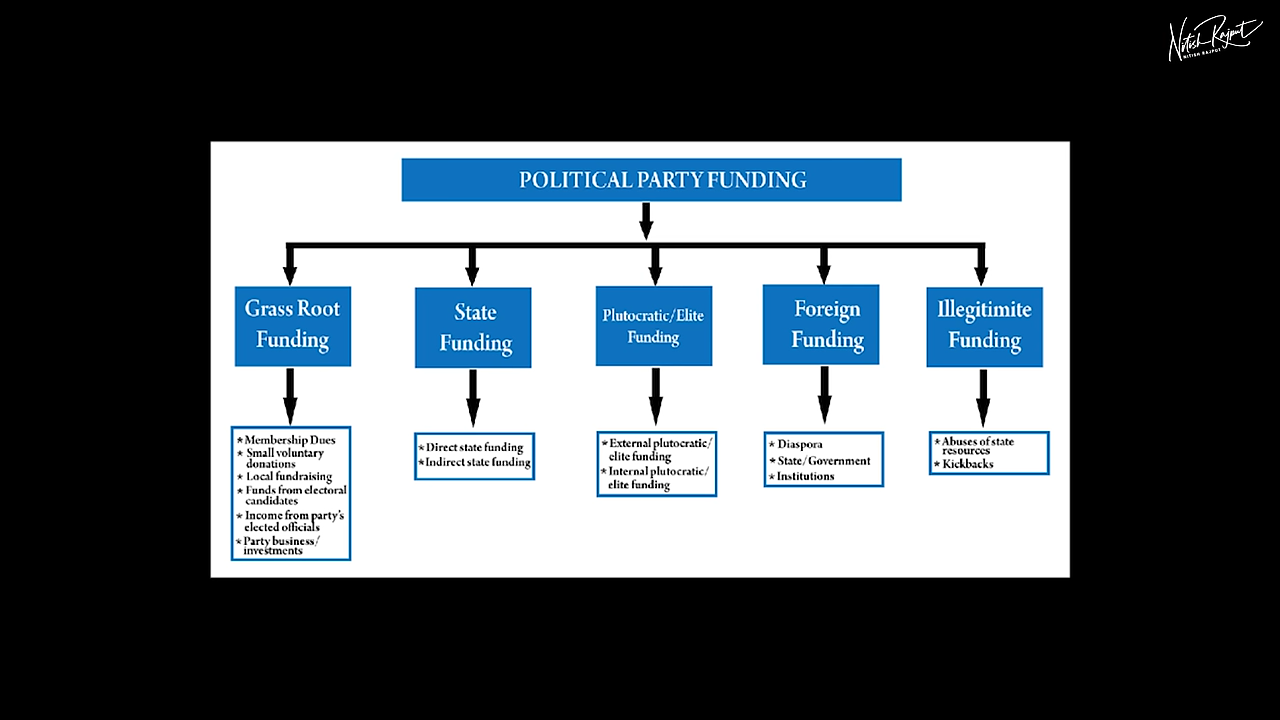 Nitish Rajput
NITISH RAJPUT
POLITICAL PARTY FUNDING
Grass Root
Funding
State
Funding
Plutocratic/Elite
Funding
Foreign
Funding
Illegitimite
Funding
* Membership Dues
* Small voluntary
donations
* Local fundraising
* Funds from electoral
candidates
* Income from party's
elected officials
* Party business/
investments
* Direct state funding
* Indirect state funding
* External plutocratic/
elite funding
* Internal plutocratic/
elite funding
* Diaspora
* State/Government
* Institutions
* Abuses of state
resources
* Kickbacks